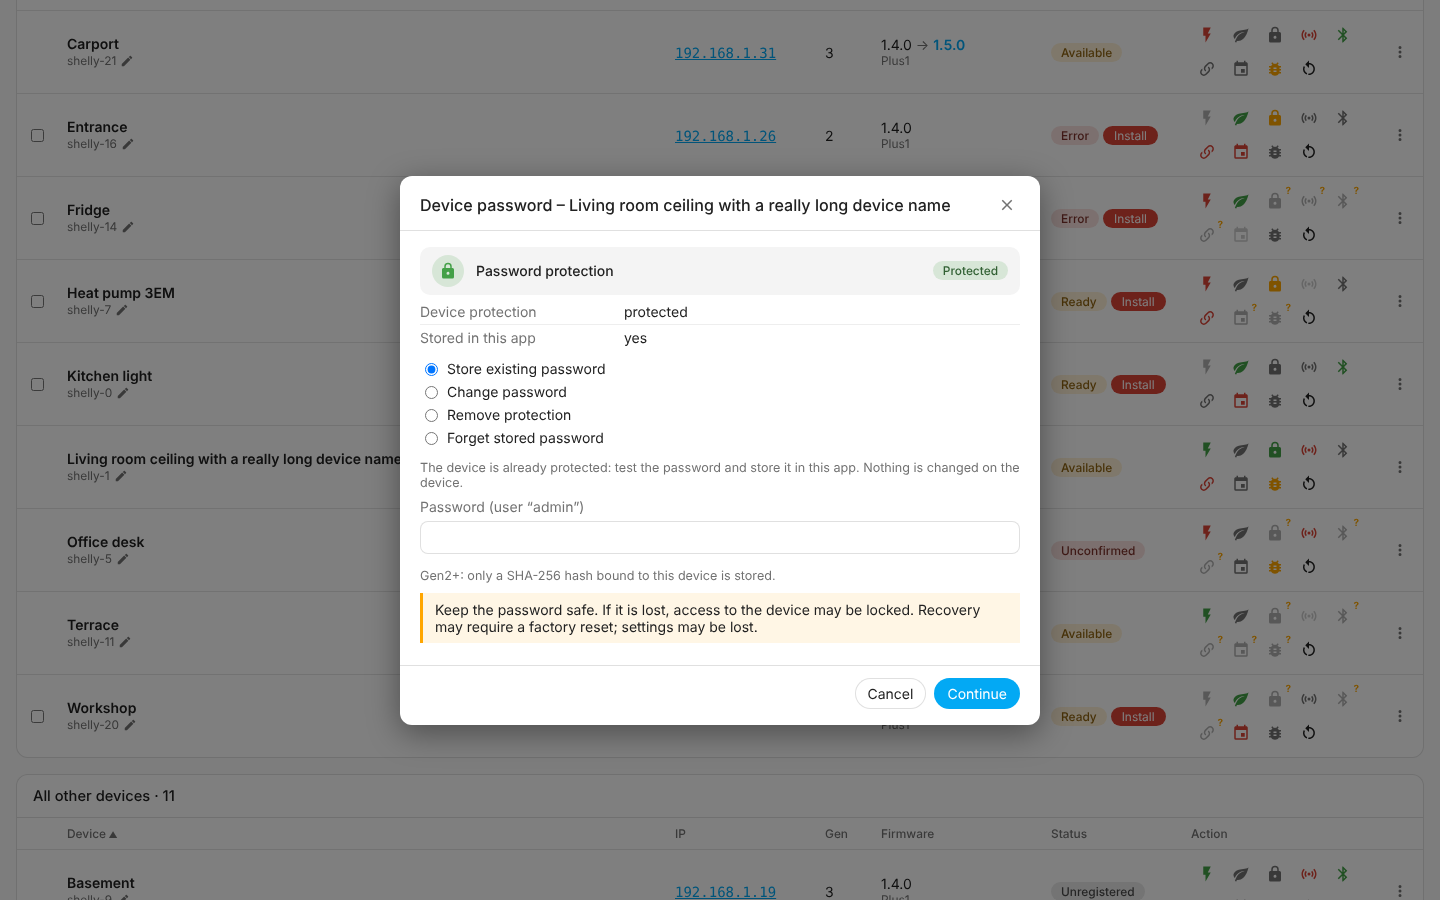 Carport
shelly-21
192.168.1.31
3
1.4.0 → 1.5.0
Plus1
Available
Entrance
shelly-16
192.168.1.26
2
1.4.0
Plus1
Error
Install
Fridge
shelly-14
Error
Install
? ? ?
?
Heat pump 3EM
shelly-7
Ready
Install
? ?
Kitchen light
shelly-0
Ready
Install
Living room ceiling with a really long device name
shelly-1
Available
Office desk
shelly-5
Unconfirmed
? ?
?
Terrace
shelly-11
Available
? ?
? ? ?
Workshop
shelly-20
Plus1
Ready
Install
? ?
?
Device password – Living room ceiling with a really long device name
Password protection
Protected
Device protection protected
Stored in this app yes
Store existing password
Change password
Remove protection
Forget stored password
The device is already protected: test the password and store it in this app. Nothing is changed on the
device.
Password (user “admin”)
Gen2+: only a SHA-256 hash bound to this device is stored.
Keep the password safe. If it is lost, access to the device may be locked. Recovery
may require a factory reset; settings may be lost.
Cancel
Continue
All other devices · 11
Device ▲ IP Gen Firmware Status Action
Basement
shelly-9
192.168.1.19
3
1.4.0
Plus1
Unregistered